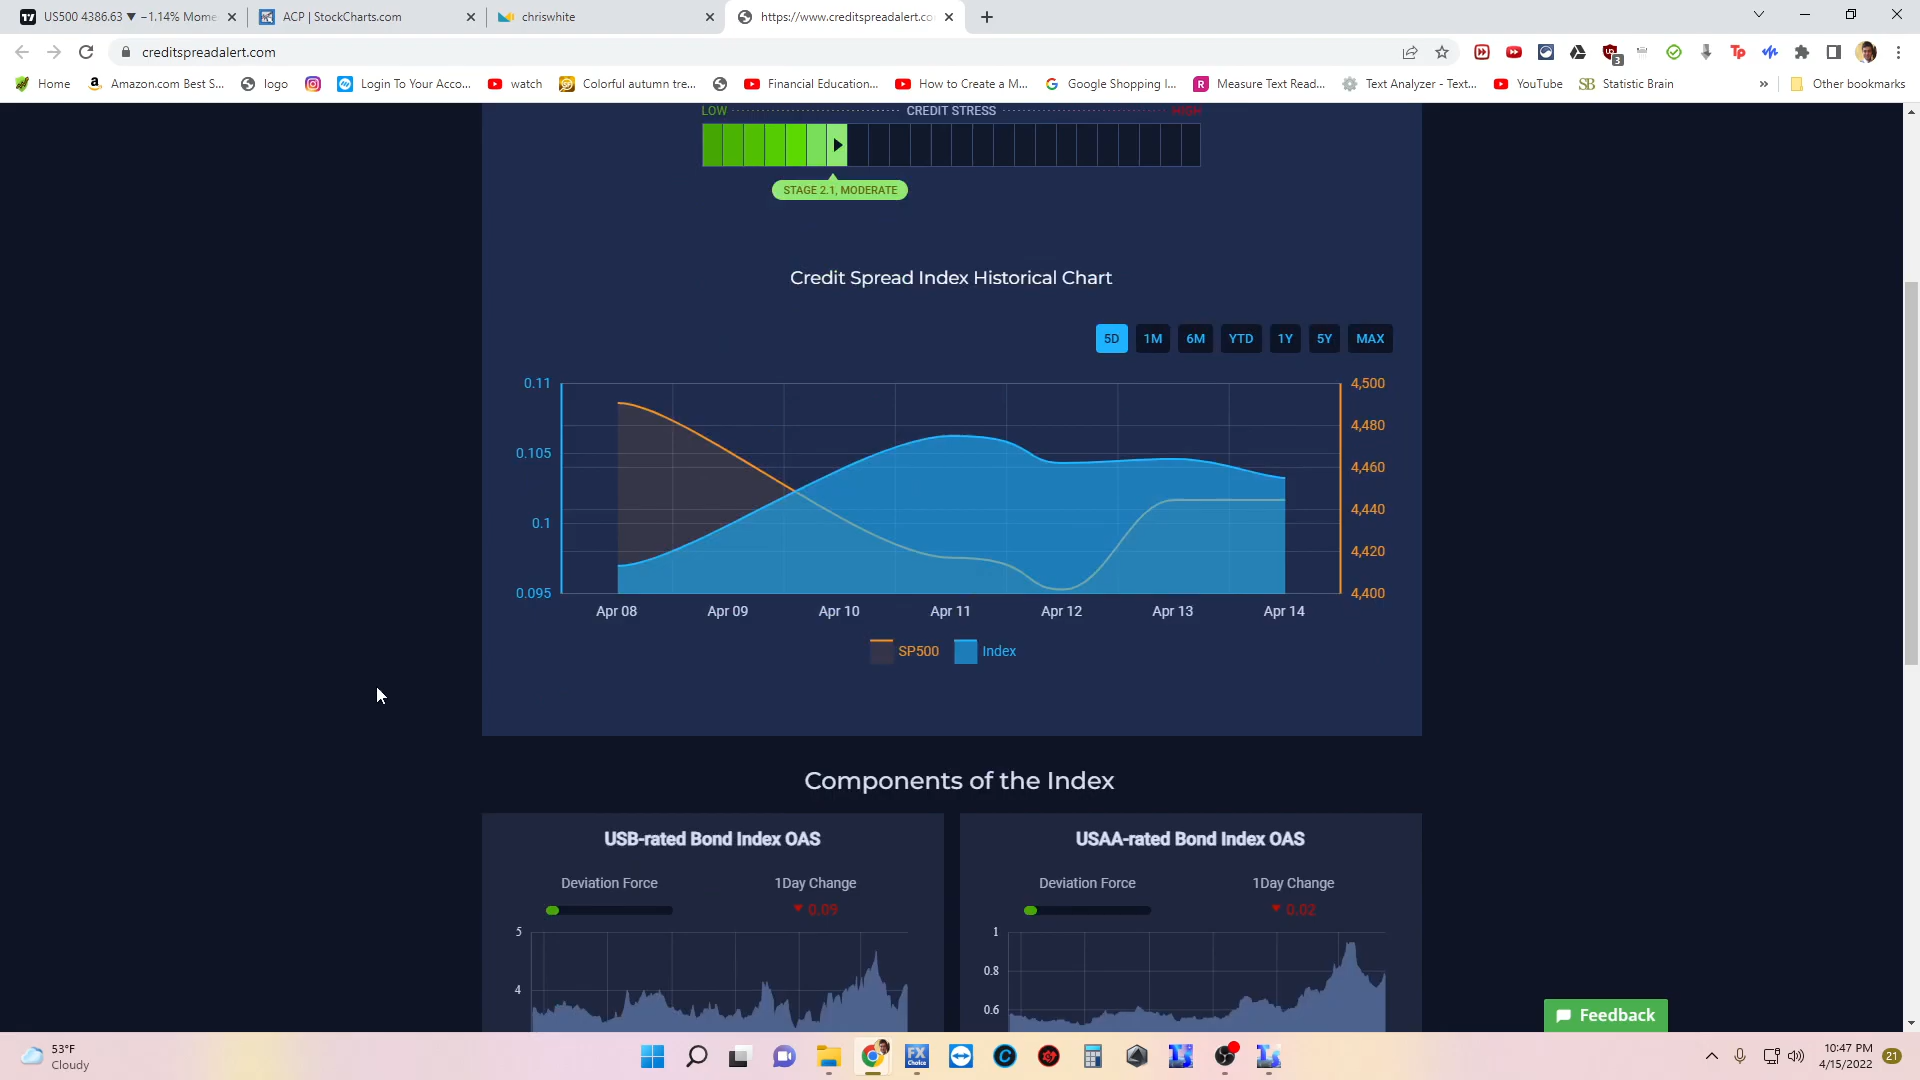 US500 4386.63 ▼ −1.14% Mome
ACP | StockCharts.com
chriswhite
https://www.creditspreadalert.co
creditspreadalert.com
3
Home
Amazon.com Best S...
logo
Login To Your Acco...
watch
Colorful autumn tre...
Financial Education...
How to Create a M...
Google Shopping I...
Measure Text Read...
Text Analyzer - Text...
YouTube
SB Statistic Brain
»
Other bookmarks
LOW CREDIT STRESS HIGH
STAGE 2.1, MODERATE
Credit Spread Index Historical Chart
5D 1M 6M YTD 1Y 5Y MAX
0.11 4,500
4,480
0.105 4,460
4,440
0.1
4,420
0.095 4,400
Apr 08 Apr 09 Apr 10 Apr 11 Apr 12 Apr 13 Apr 14
SP500 Index
Components of the Index
USB-rated Bond Index OAS
Deviation Force 1Day Change
▼ 0.09
5
4
USAA-rated Bond Index OAS
Deviation Force 1Day Change
▼ 0.02
1
0.8
0.6
Feedback
53°F
Cloudy
FX
Choice
10:47 PM
4/15/2022
21